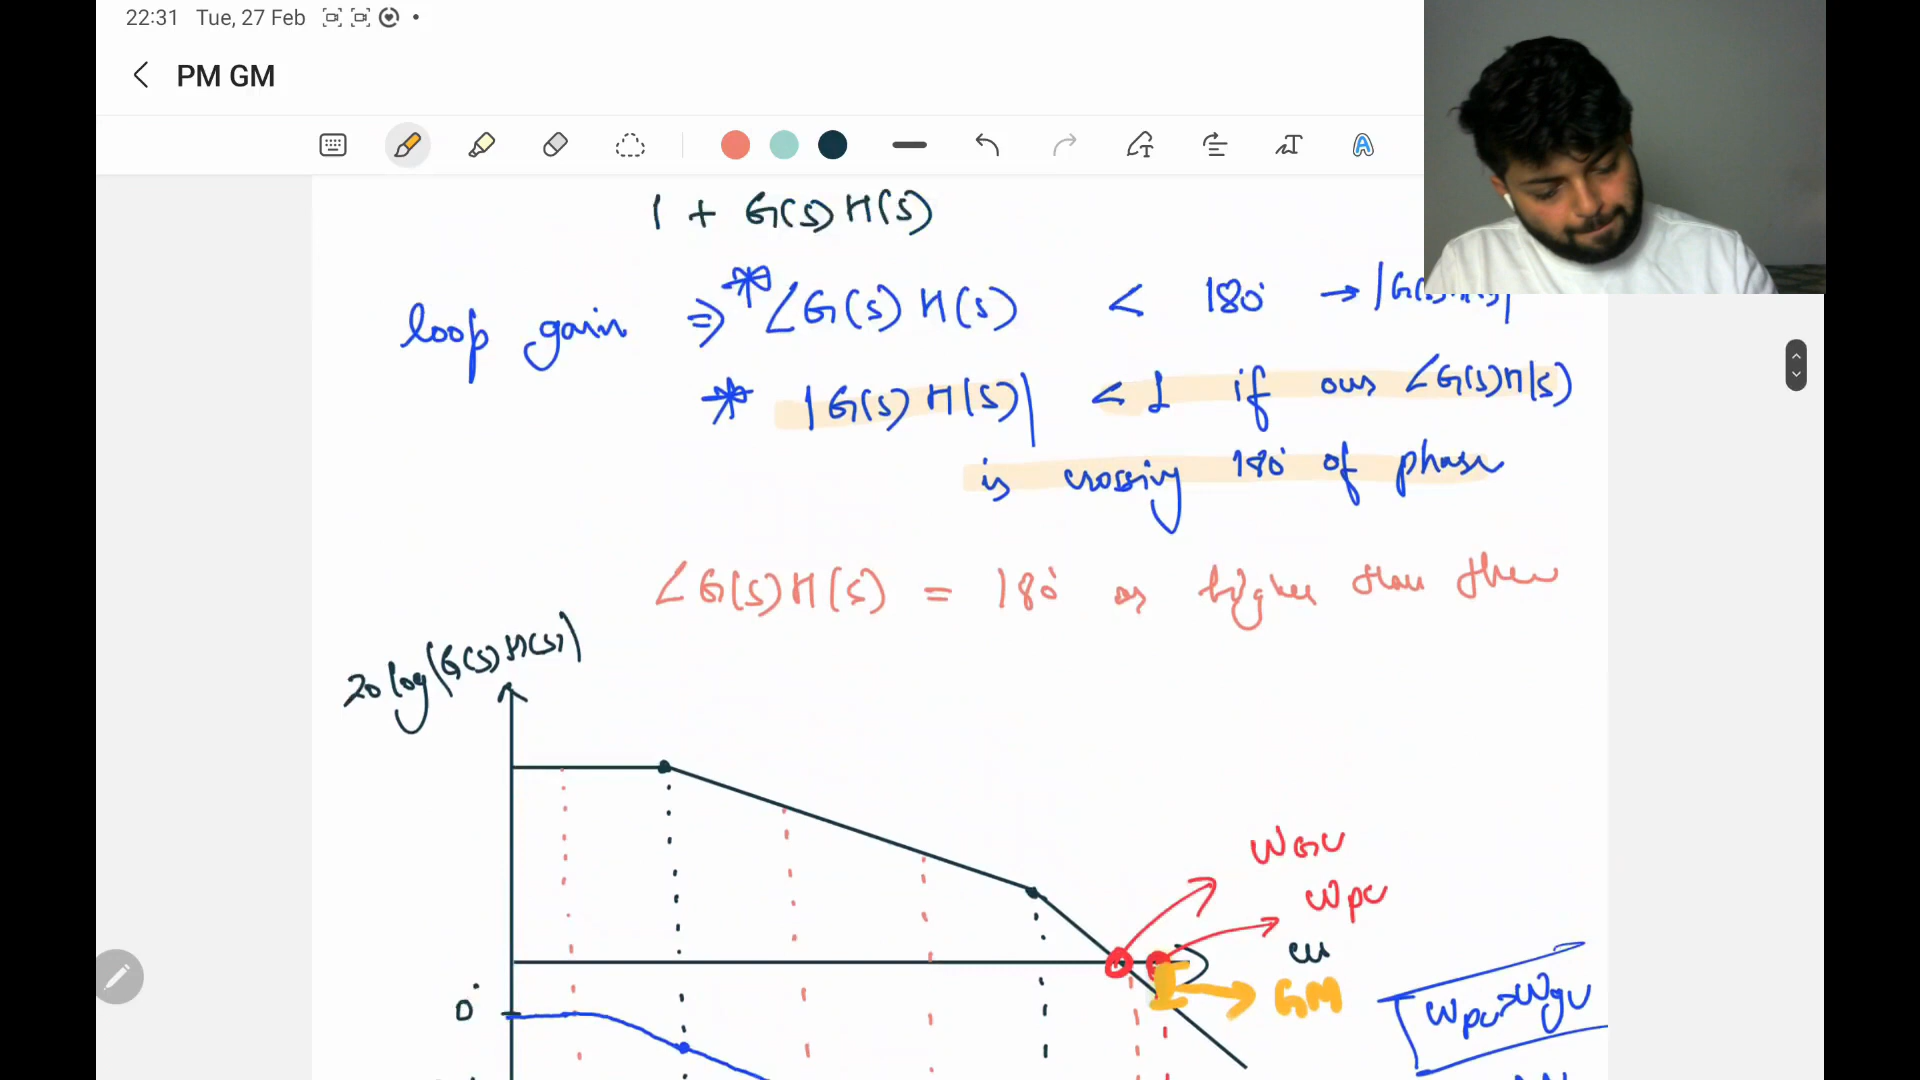 22:31 Tue, 27 Feb
PM GM
1 + G(s) H(s)
loop gain ⇒ * ∠G(s) H(s) < 180° → |G(s)H(s)|
* |G(s) H(s)| < 1 if our ∠G(s)H(s)
is crossing 180° of phase
∠G(s)H(s) = 180° or higher than then
20 log(G(s)H(s))
ωGC
ωpc
ω
GM
ωpc>ωgc
0°